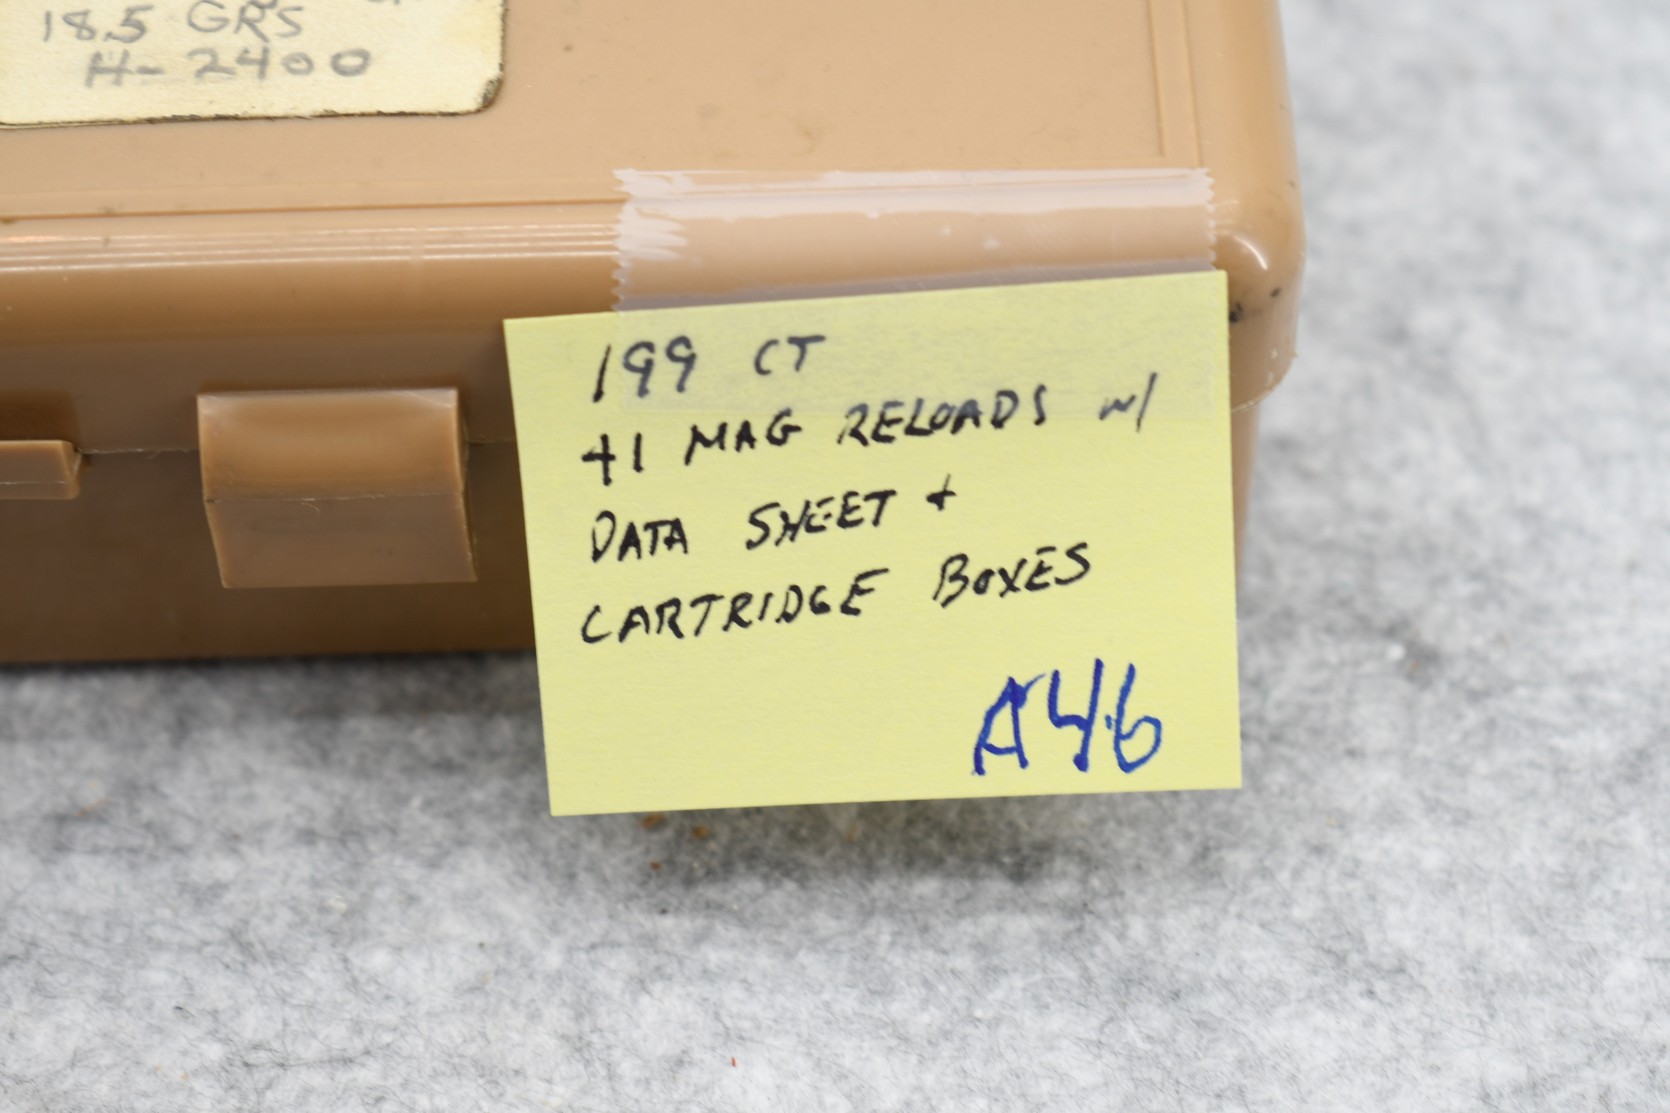 18.5 GRS
H-2400
199 CT
41 MAG RELOADS w/
DATA SHEET +
CARTRIDGE BOXES
A46